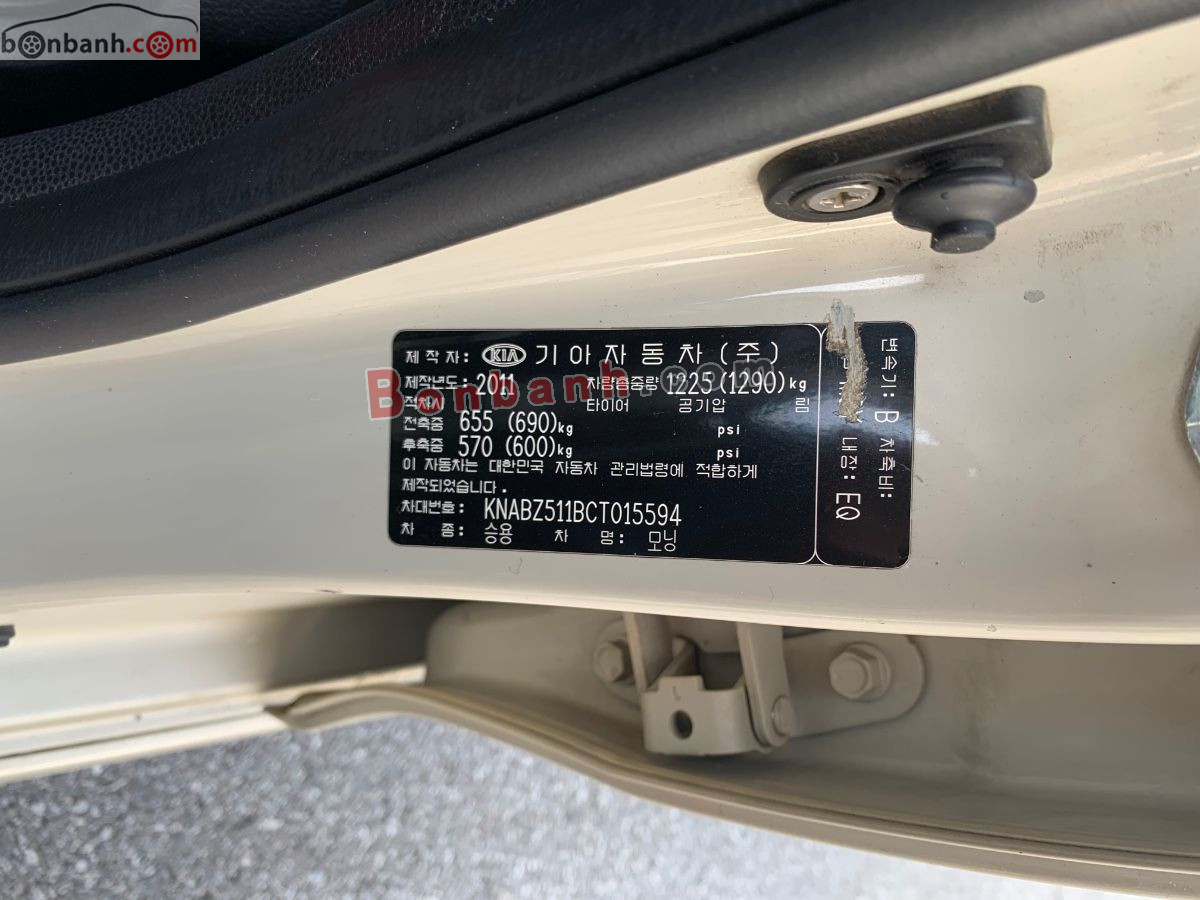 bonbanh.com
제작자: KIA 기아자동차(주)
제작년도: 2011 차량총중량 1225(1290)kg
적차시 타이어 공기압 림
전축중 655 (690)kg psi
후축중 570 (600)kg psi
이 자동차는 대한민국 자동차 관리법령에 적합하게
제작되었습니다.
차대번호: KNABZ511BCT015594
차 종: 승용 차 명: 모닝
변속기: B 차축비:
내장: EQ
Bonbanh.com